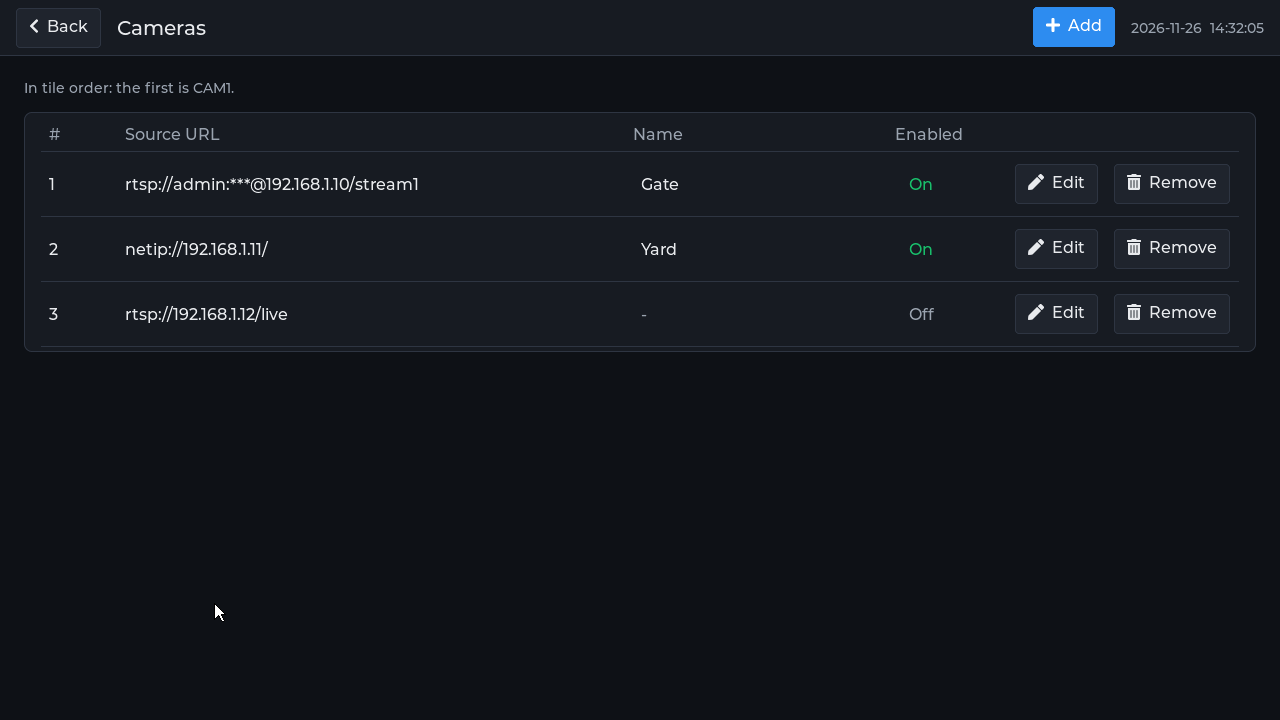 Back Cameras Add 2026-11-26 14:32:05
In tile order: the first is CAM1.
# Source URL Name Enabled
1 rtsp://admin:***@192.168.1.10/stream1 Gate On Edit Remove
2 netip://192.168.1.11/ Yard On Edit Remove
3 rtsp://192.168.1.12/live - Off Edit Remove